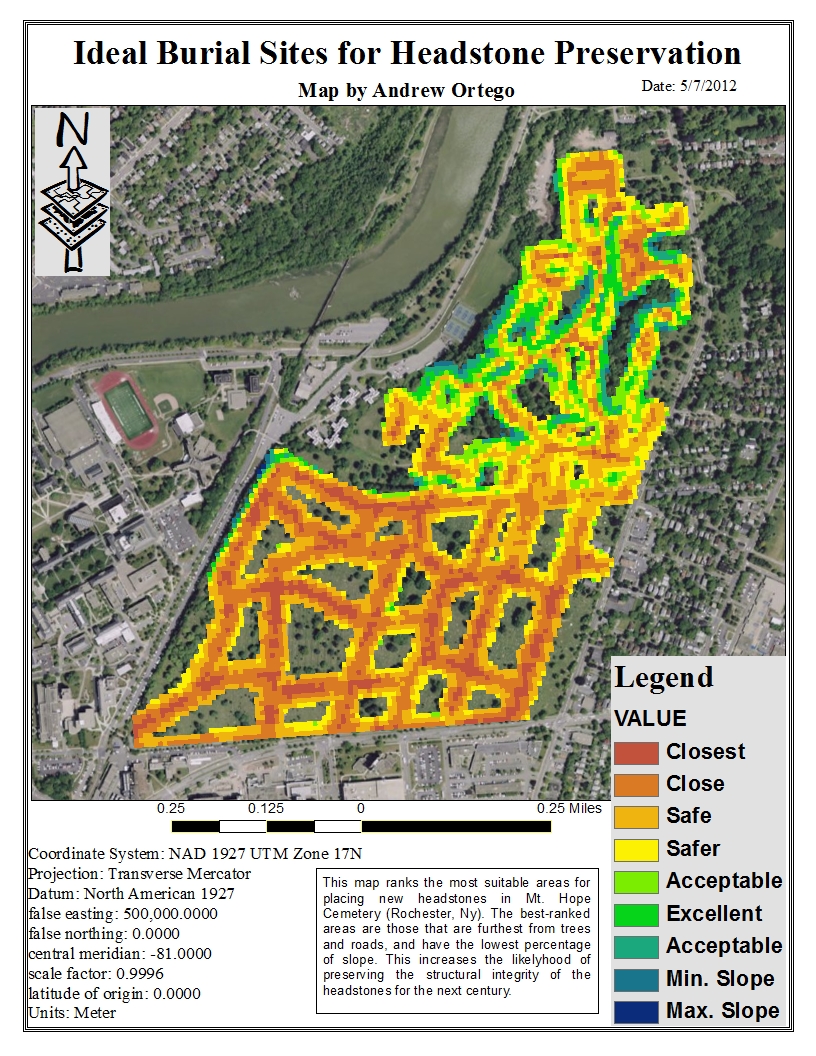 Ideal Burial Sites for Headstone Preservation
Map by Andrew Ortego
Date: 5/7/2012
N
Legend
VALUE
Closest
Close
Safe
Safer
Acceptable
Excellent
Acceptable
Min. Slope
Max. Slope
0.25 0.125 0 0.25 Miles
Coordinate System: NAD 1927 UTM Zone 17N
Projection: Transverse Mercator
Datum: North American 1927
false easting: 500,000.0000
false northing: 0.0000
central meridian: -81.0000
scale factor: 0.9996
latitude of origin: 0.0000
Units: Meter
This map ranks the most suitable areas for
placing new headstones in Mt. Hope
Cemetery (Rochester, Ny). The best-ranked
areas are those that are furthest from trees
and roads, and have the lowest percentage
of slope. This increases the likelyhood of
preserving the structural integrity of the
headstones for the next century.